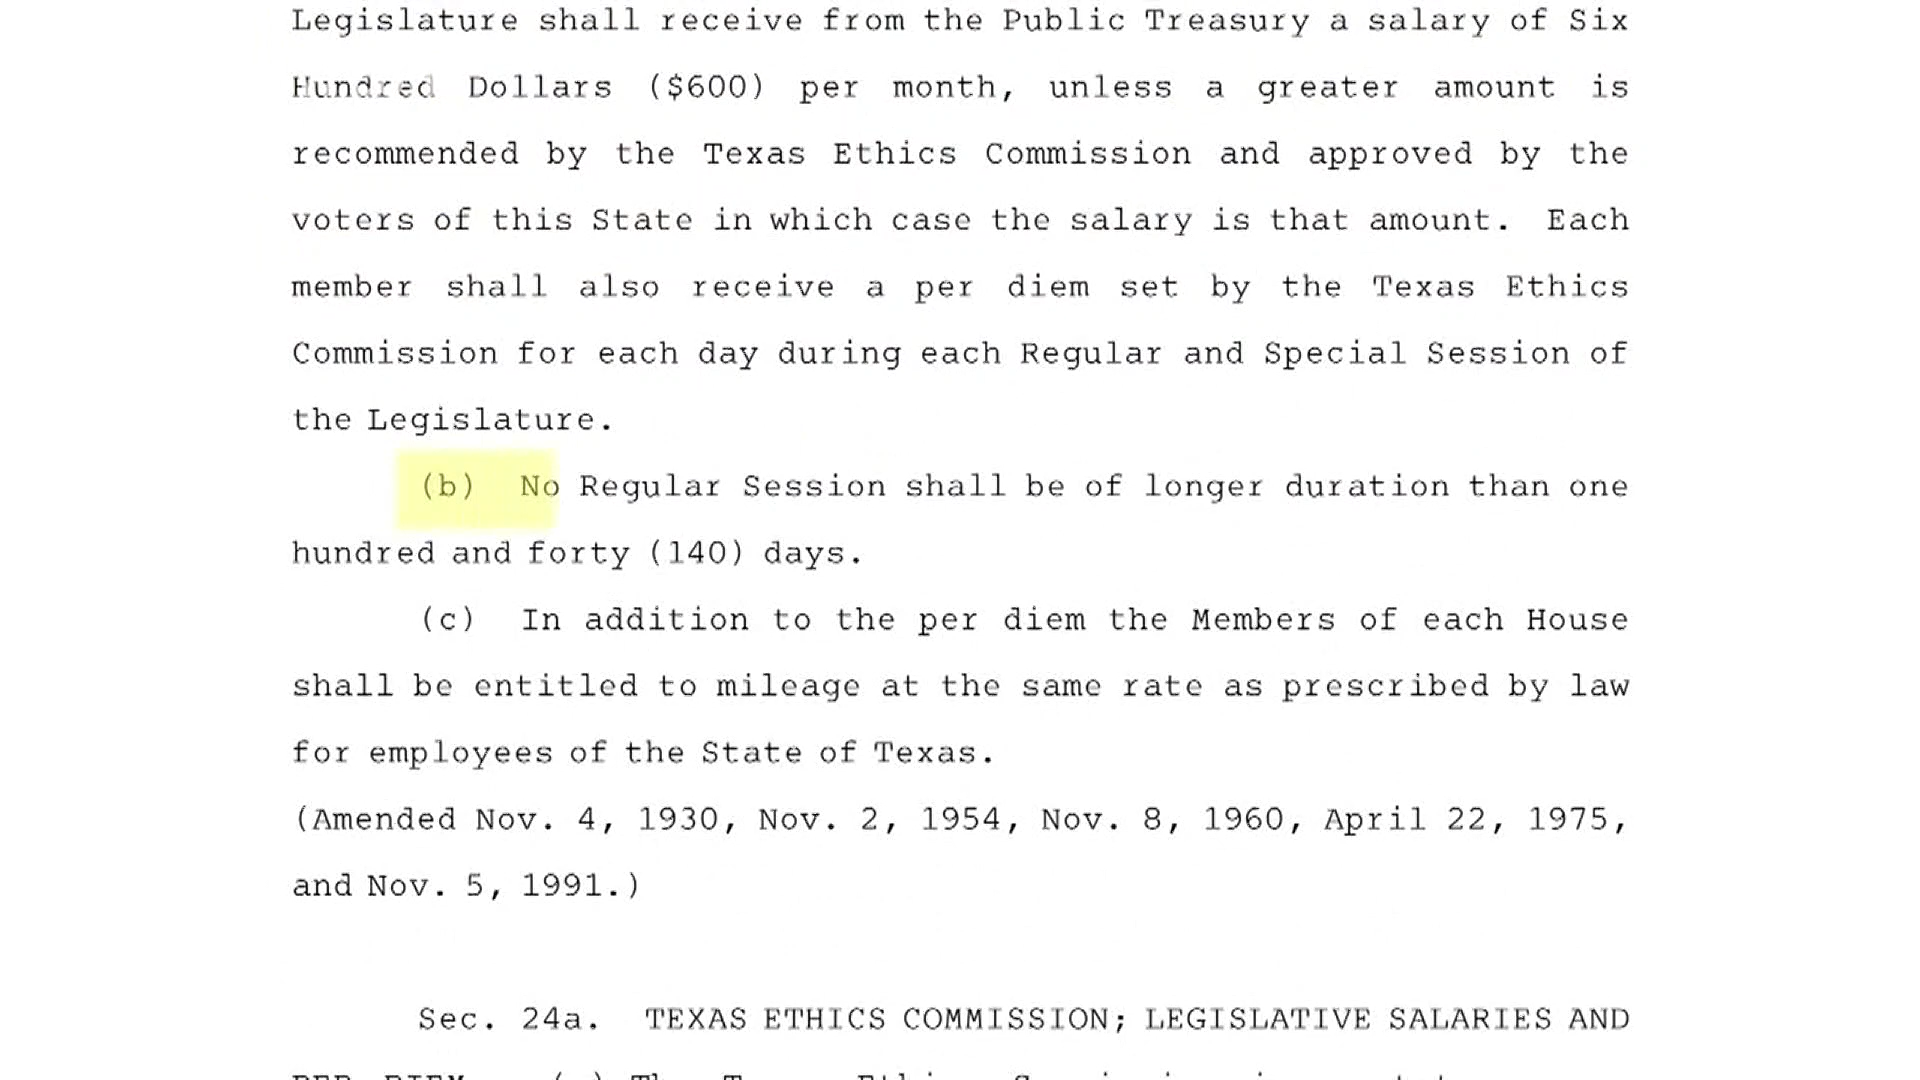 Legislature shall receive from the Public Treasury a salary of Six
Hundred Dollars ($600) per month, unless a greater amount is
recommended by the Texas Ethics Commission and approved by the
voters of this State in which case the salary is that amount. Each
member shall also receive a per diem set by the Texas Ethics
Commission for each day during each Regular and Special Session of
the Legislature.
(b) No Regular Session shall be of longer duration than one
hundred and forty (140) days.
(c) In addition to the per diem the Members of each House
shall be entitled to mileage at the same rate as prescribed by law
for employees of the State of Texas.
(Amended Nov. 4, 1930, Nov. 2, 1954, Nov. 8, 1960, April 22, 1975,
and Nov. 5, 1991.)
Sec. 24a. TEXAS ETHICS COMMISSION; LEGISLATIVE SALARIES AND